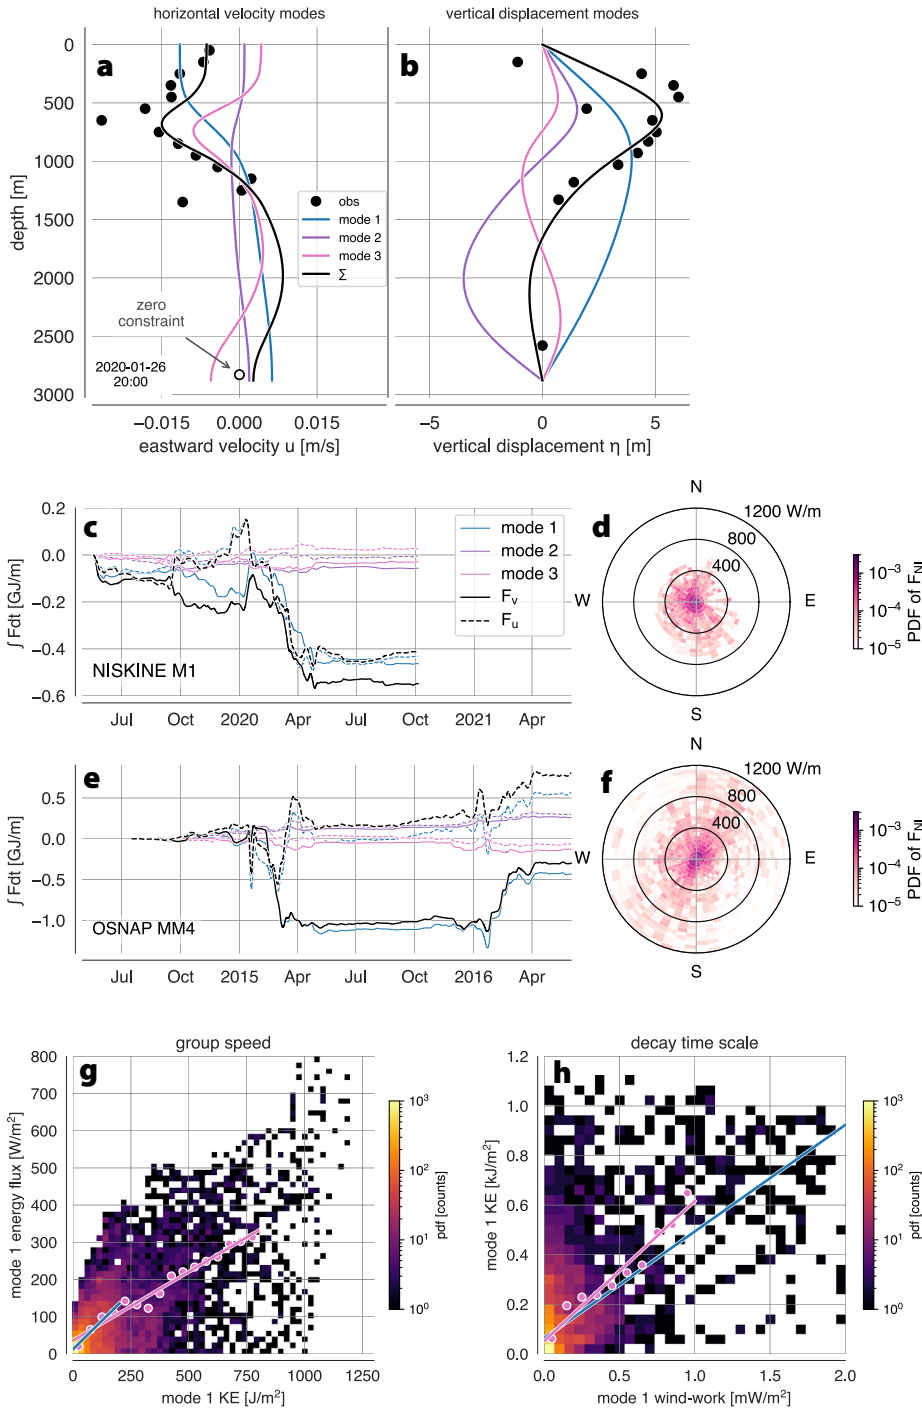 horizontal velocity modes
vertical displacement modes
a
b
0
500
1000
1500
2000
2500
3000
depth [m]
obs
mode 1
mode 2
mode 3
Σ
zero
constraint
2020-01-26
20:00
−0.015
0.000
0.015
eastward velocity u [m/s]
−5
0
5
vertical displacement η [m]
c
0.2
0.0
−0.2
−0.4
−0.6
∫ Fdt [GJ/m]
mode 1
mode 2
mode 3
Fv
Fu
NISKINE M1
Jul
Oct
2020
Apr
Jul
Oct
2021
Apr
d
N
W
E
S
1200 W/m
800
400
10−3
10−4
10−5
e
0.5
0.0
−0.5
−1.0
∫ Fdt [GJ/m]
OSNAP MM4
Jul
Oct
2015
Apr
Jul
Oct
2016
Apr
f
N
W
E
S
1200 W/m
800
400
10−3
10−4
10−5
group speed
g
800
700
600
500
400
300
200
100
0
mode 1 energy flux [W/m2]
0
250
500
750
1000
1250
mode 1 KE [J/m2]
103
102
101
100
pdf [counts]
decay time scale
h
1.2
1.0
0.8
0.6
0.4
0.2
0.0
mode 1 KE [kJ/m2]
0.0
0.5
1.0
1.5
2.0
mode 1 wind-work [mW/m2]
103
102
101
100
pdf [counts]